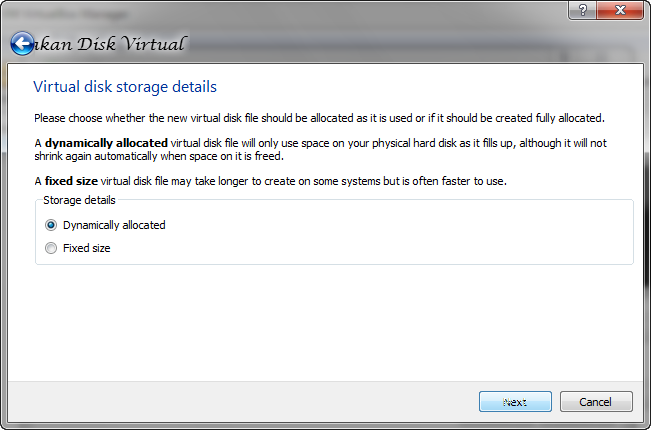 ?
X
Disk Virtual
Virtual disk storage details
Please choose whether the new virtual disk file should be allocated as it is used or if it should be created fully allocated.
A dynamically allocated virtual disk file will only use space on your physical hard disk as it fills up, although it will not
shrink again automatically when space on it is freed.
A fixed size virtual disk file may take longer to create on some systems but is often faster to use.
Storage details
Dynamically allocated
Fixed size
Next
Cancel